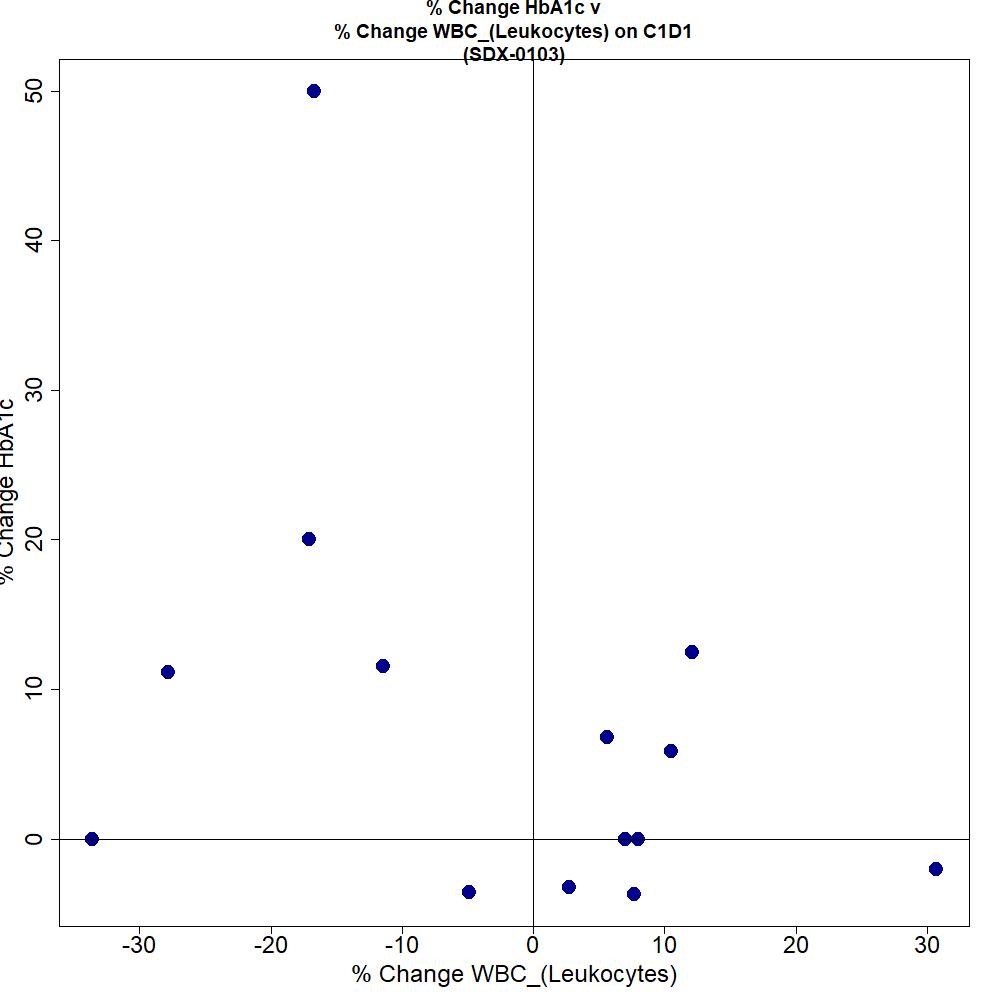 % Change HbA1c v
% Change WBC_(Leukocytes) on C1D1
(SDX-0103)
50
40
30
20
10
0
% Change HbA1c
-30
-20
-10
0
10
20
30
% Change WBC_(Leukocytes)